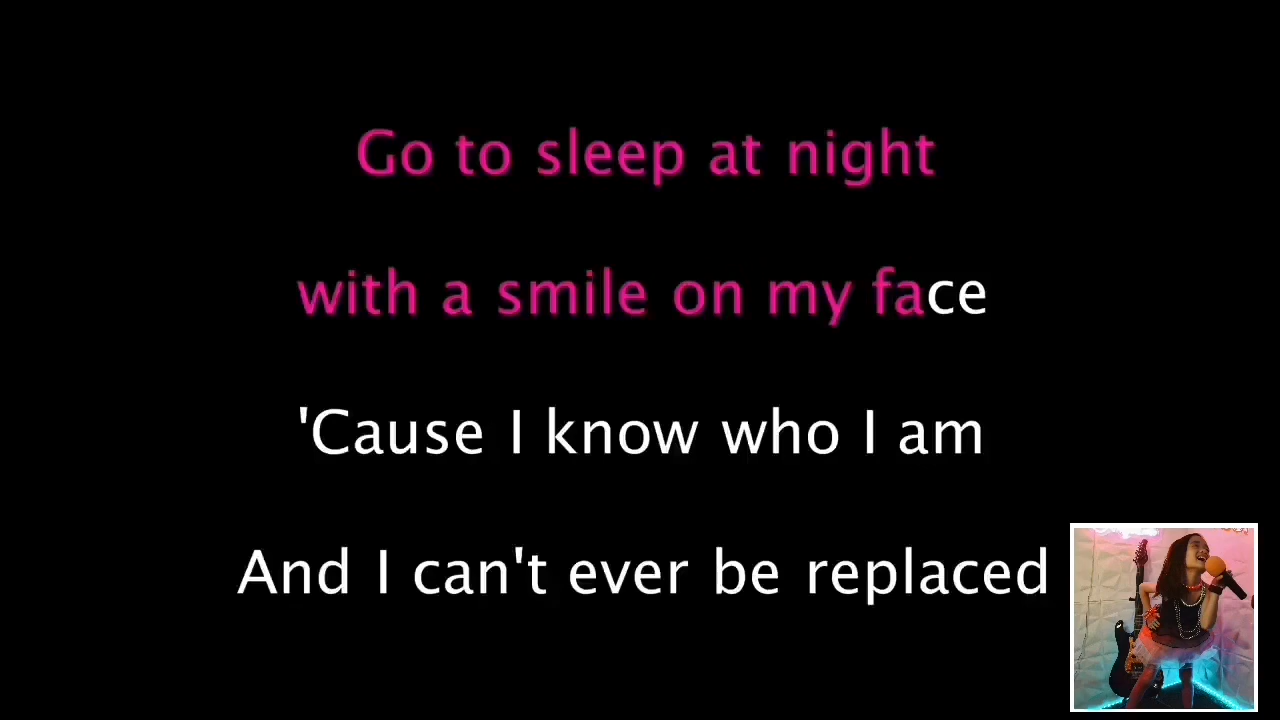 Go to sleep at night
with a smile on my face
'Cause I know who I am
And I can't ever be replaced